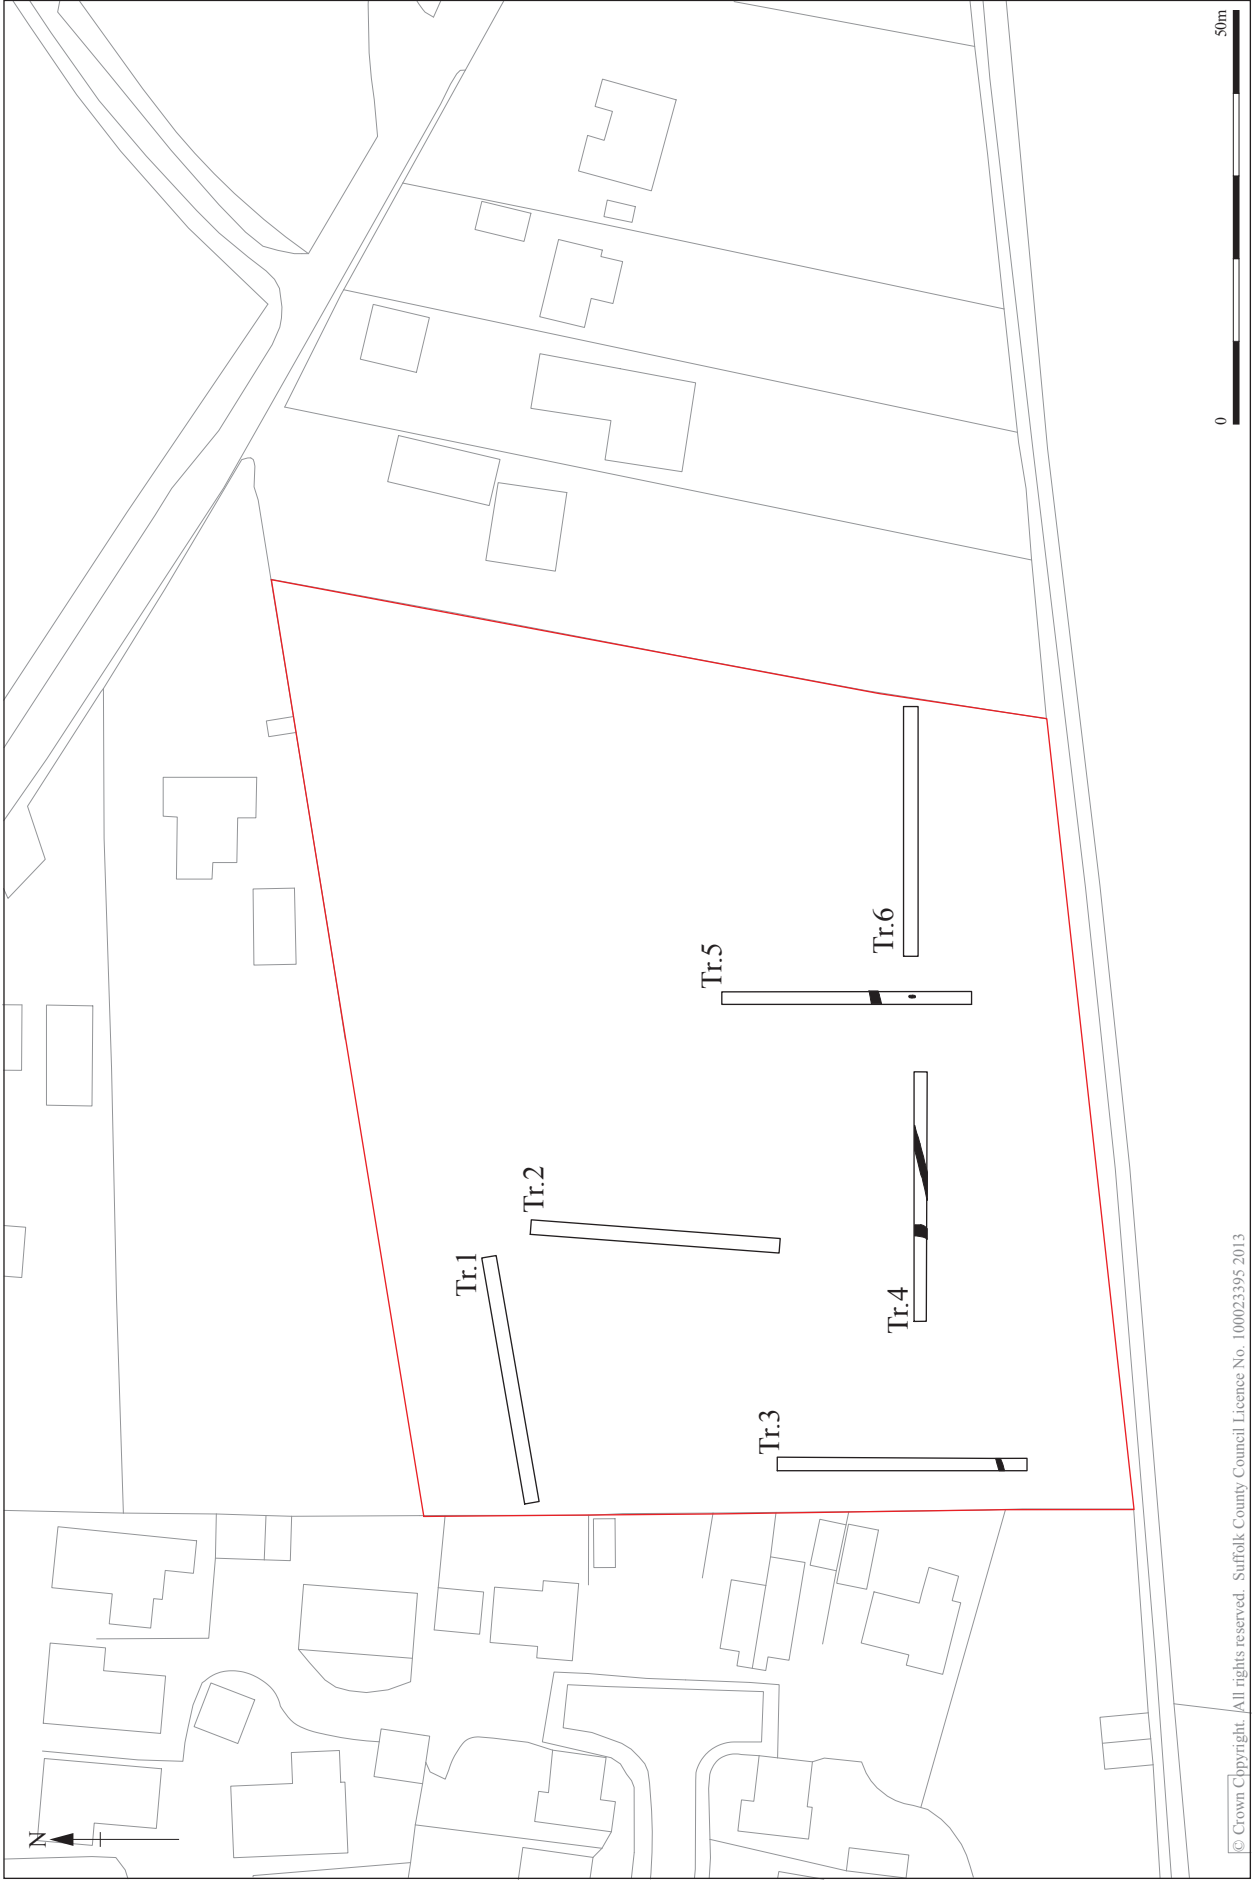 N
Tr.1
Tr.2
Tr.3
Tr.4
Tr.5
Tr.6
0
50m
© Crown Copyright. All rights reserved. Suffolk County Council Licence No. 100023395 2013